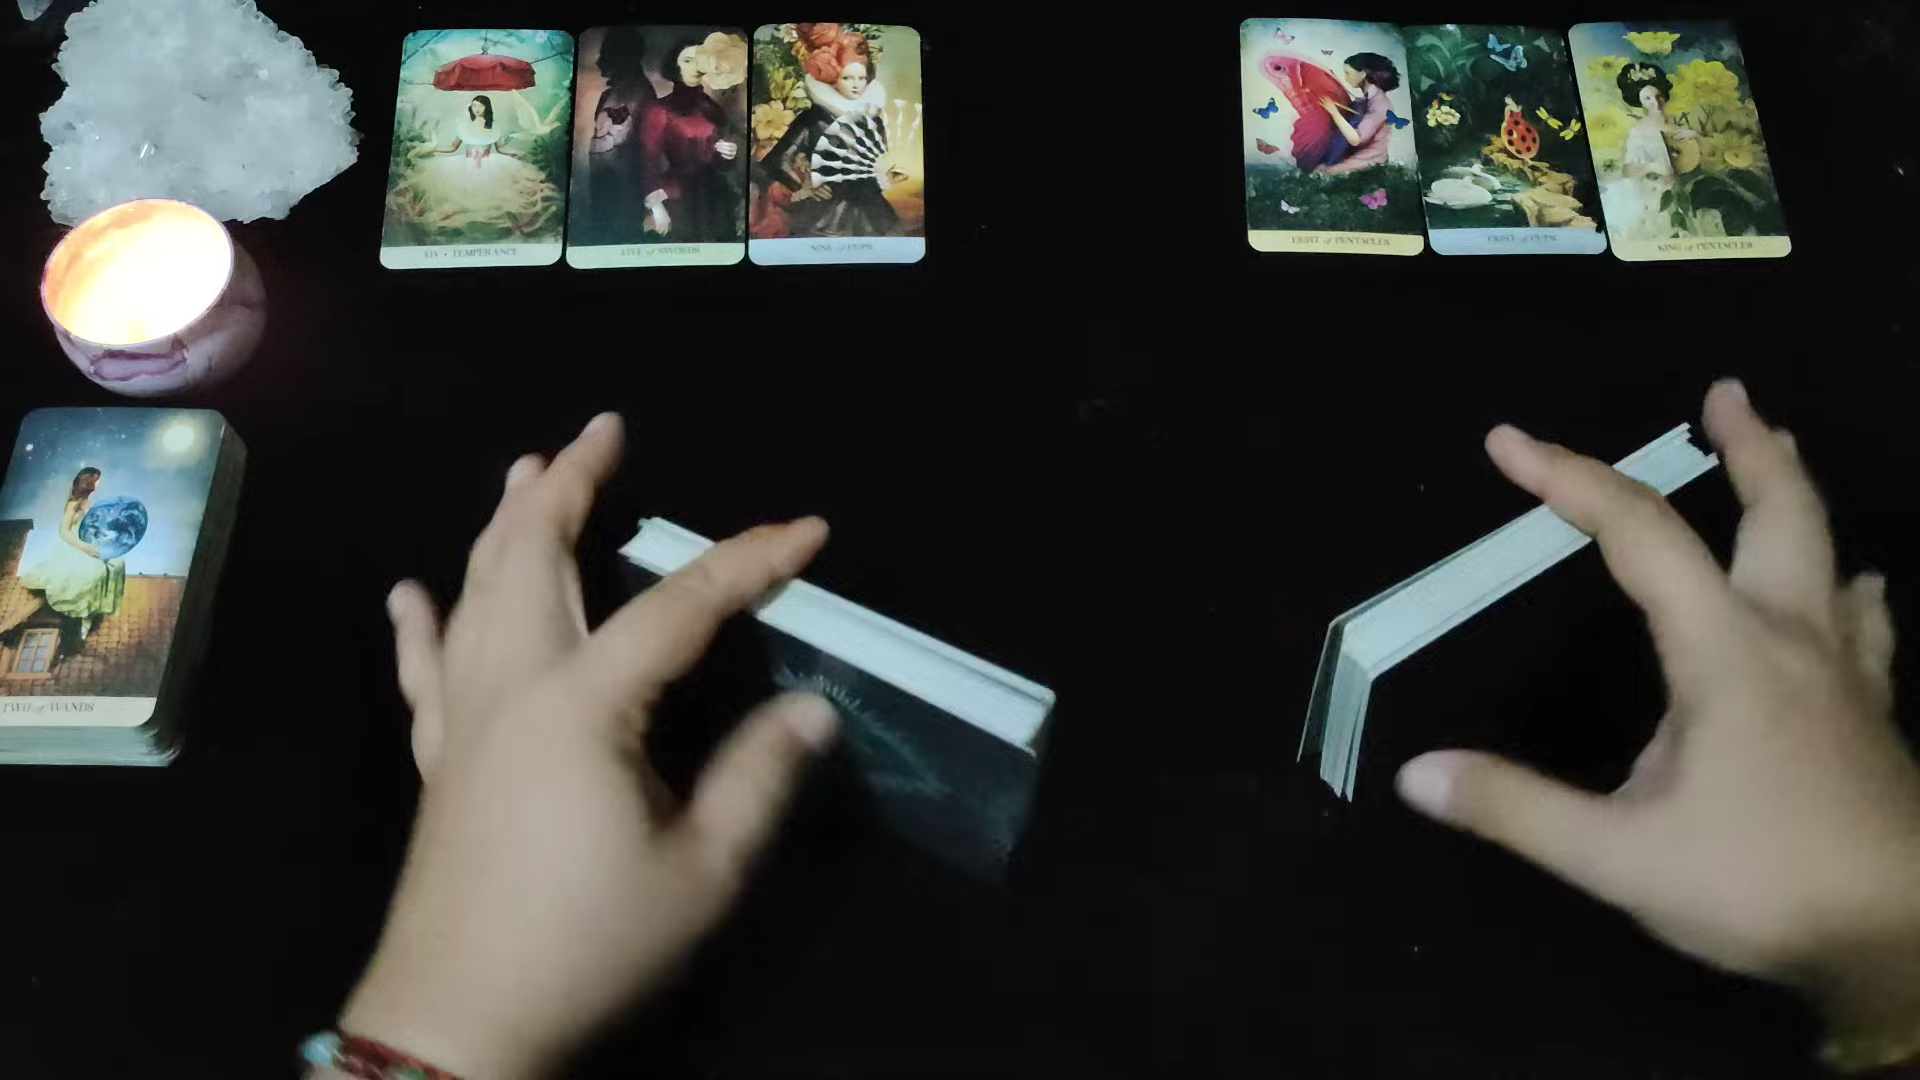 XIV • TEMPERANCE
FIVE of SWORDS
NINE of CUPS
EIGHT of PENTACLES
EIGHT of CUPS
KING of PENTACLES
TWO of WANDS